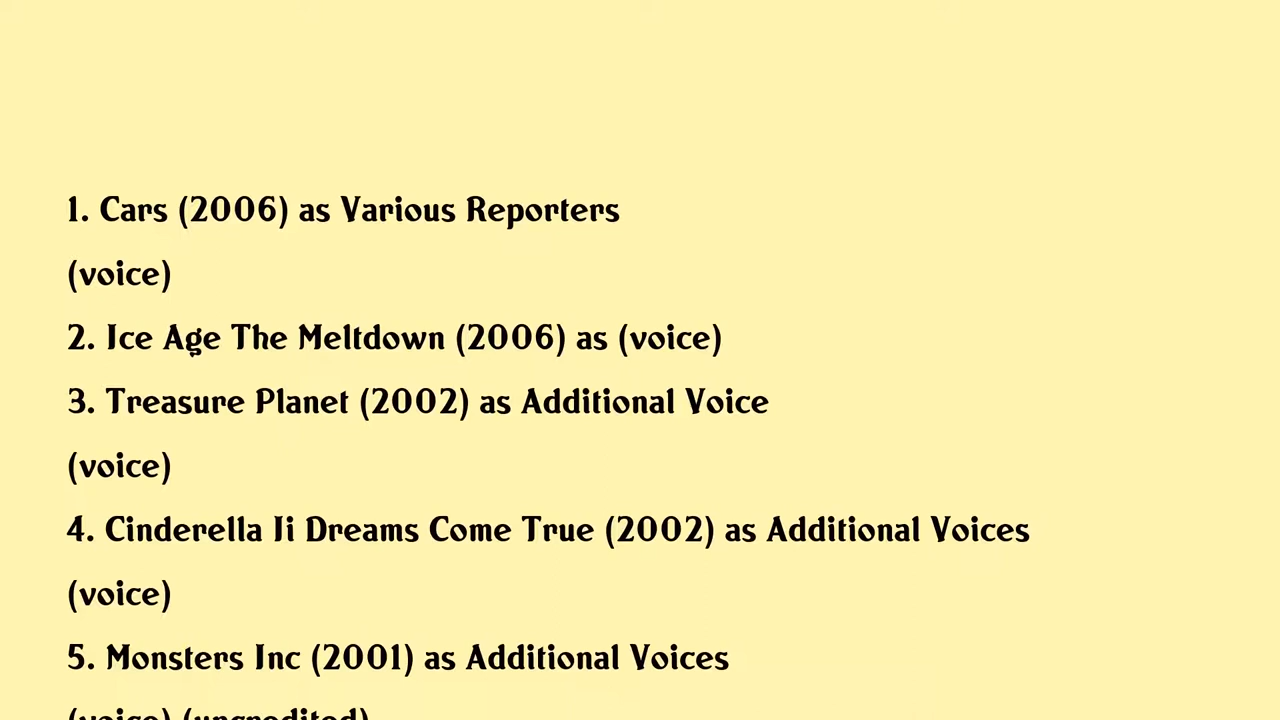 1. Cars (2006) as Various Reporters
(voice)
2. Ice Age The Meltdown (2006) as (voice)
3. Treasure Planet (2002) as Additional Voice
(voice)
4. Cinderella Ii Dreams Come True (2002) as Additional Voices
(voice)
5. Monsters Inc (2001) as Additional Voices
(voice) (uncredited)